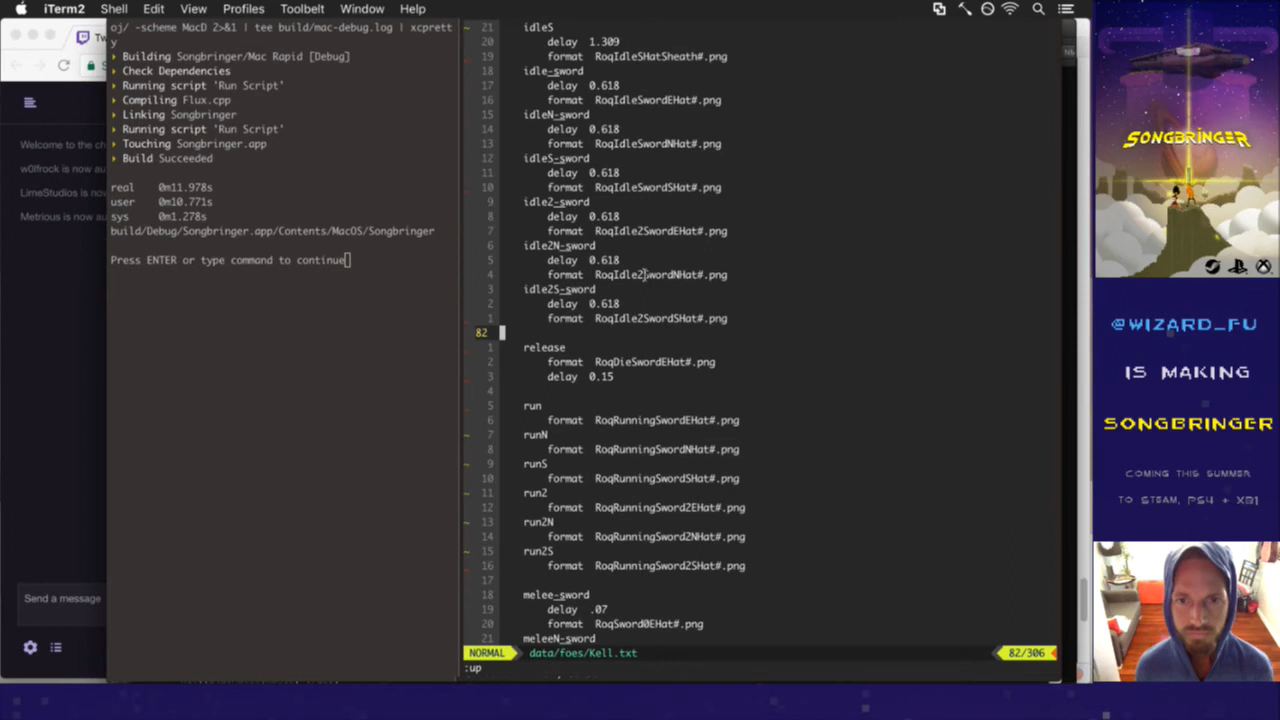 iTerm2 Shell Edit View Profiles Toolbelt Window Help
Tw
Welcome to the ch
w0lfrock is now au
LimeStudios is now
Metrious is now au
Send a message
oj/ -scheme MacD 2>&1 | tee build/mac-debug.log | xcprett
y
Building Songbringer/Mac Rapid [Debug]
Check Dependencies
Running script 'Run Script'
Compiling Flux.cpp
Linking Songbringer
Running script 'Run Script'
Touching Songbringer.app
Build Succeeded
real 0m11.978s
user 0m10.771s
sys 0m1.278s
build/Debug/Songbringer.app/Contents/MacOS/Songbringer
Press ENTER or type command to continue
~ 21 idleS
20 delay 1.309
19 format RoqIdleSHatSheath#.png
18 idle-sword
17 delay 0.618
16 format RoqIdleSwordEHat#.png
15 idleN-sword
14 delay 0.618
13 format RoqIdleSwordNHat#.png
12 idleS-sword
11 delay 0.618
10 format RoqIdleSwordSHat#.png
9 idle2-sword
8 delay 0.618
7 format RoqIdle2SwordEHat#.png
6 idle2N-sword
5 delay 0.618
4 format RoqIdle2SwordNHat#.png
3 idle2S-sword
2 delay 0.618
1 format RoqIdle2SwordSHat#.png
82
1 release
2 format RoqDieSwordEHat#.png
3 delay 0.15
4
5 run
6 format RoqRunningSwordEHat#.png
~ 7 runN
8 format RoqRunningSwordNHat#.png
~ 9 runS
10 format RoqRunningSwordSHat#.png
~ 11 run2
12 format RoqRunningSword2EHat#.png
~ 13 run2N
14 format RoqRunningSword2NHat#.png
~ 15 run2S
16 format RoqRunningSword2SHat#.png
17
18 melee-sword
19 delay .07
20 format RoqSword0EHat#.png
21 meleeN-sword
NORMAL data/foes/Kell.txt 82/306
:up
SONGBRINGER
@WIZARD_FU
IS MAKING
SONGBRINGER
COMING THIS SUMMER
TO STEAM, PS4 + XB1